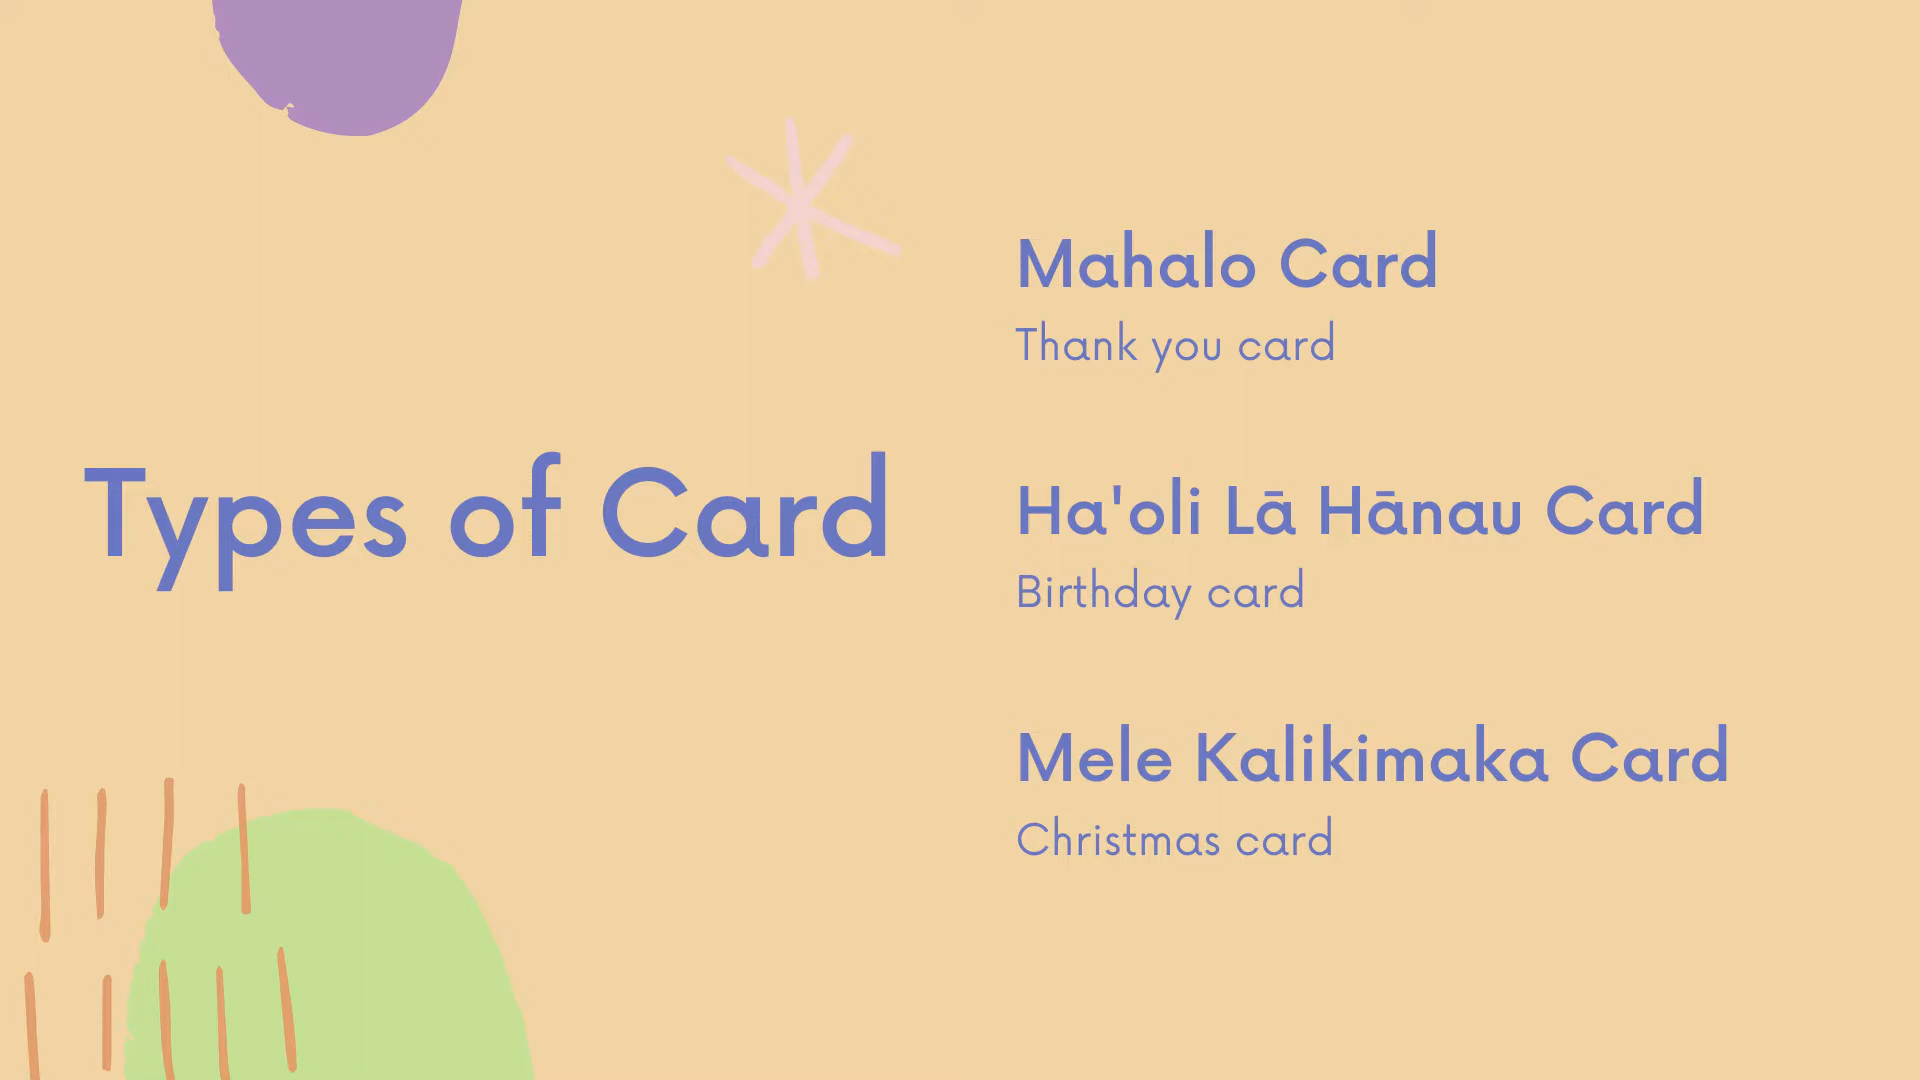 Types of Card
Mahalo Card
Thank you card
Ha'oli Lā Hānau Card
Birthday card
Mele Kalikimaka Card
Christmas card